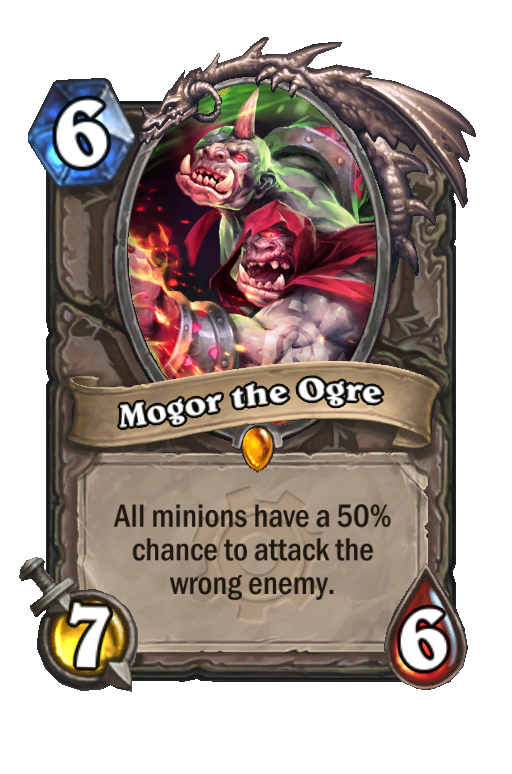 6
Mogor the Ogre
All minions have a 50%
chance to attack the
wrong enemy.
7
6